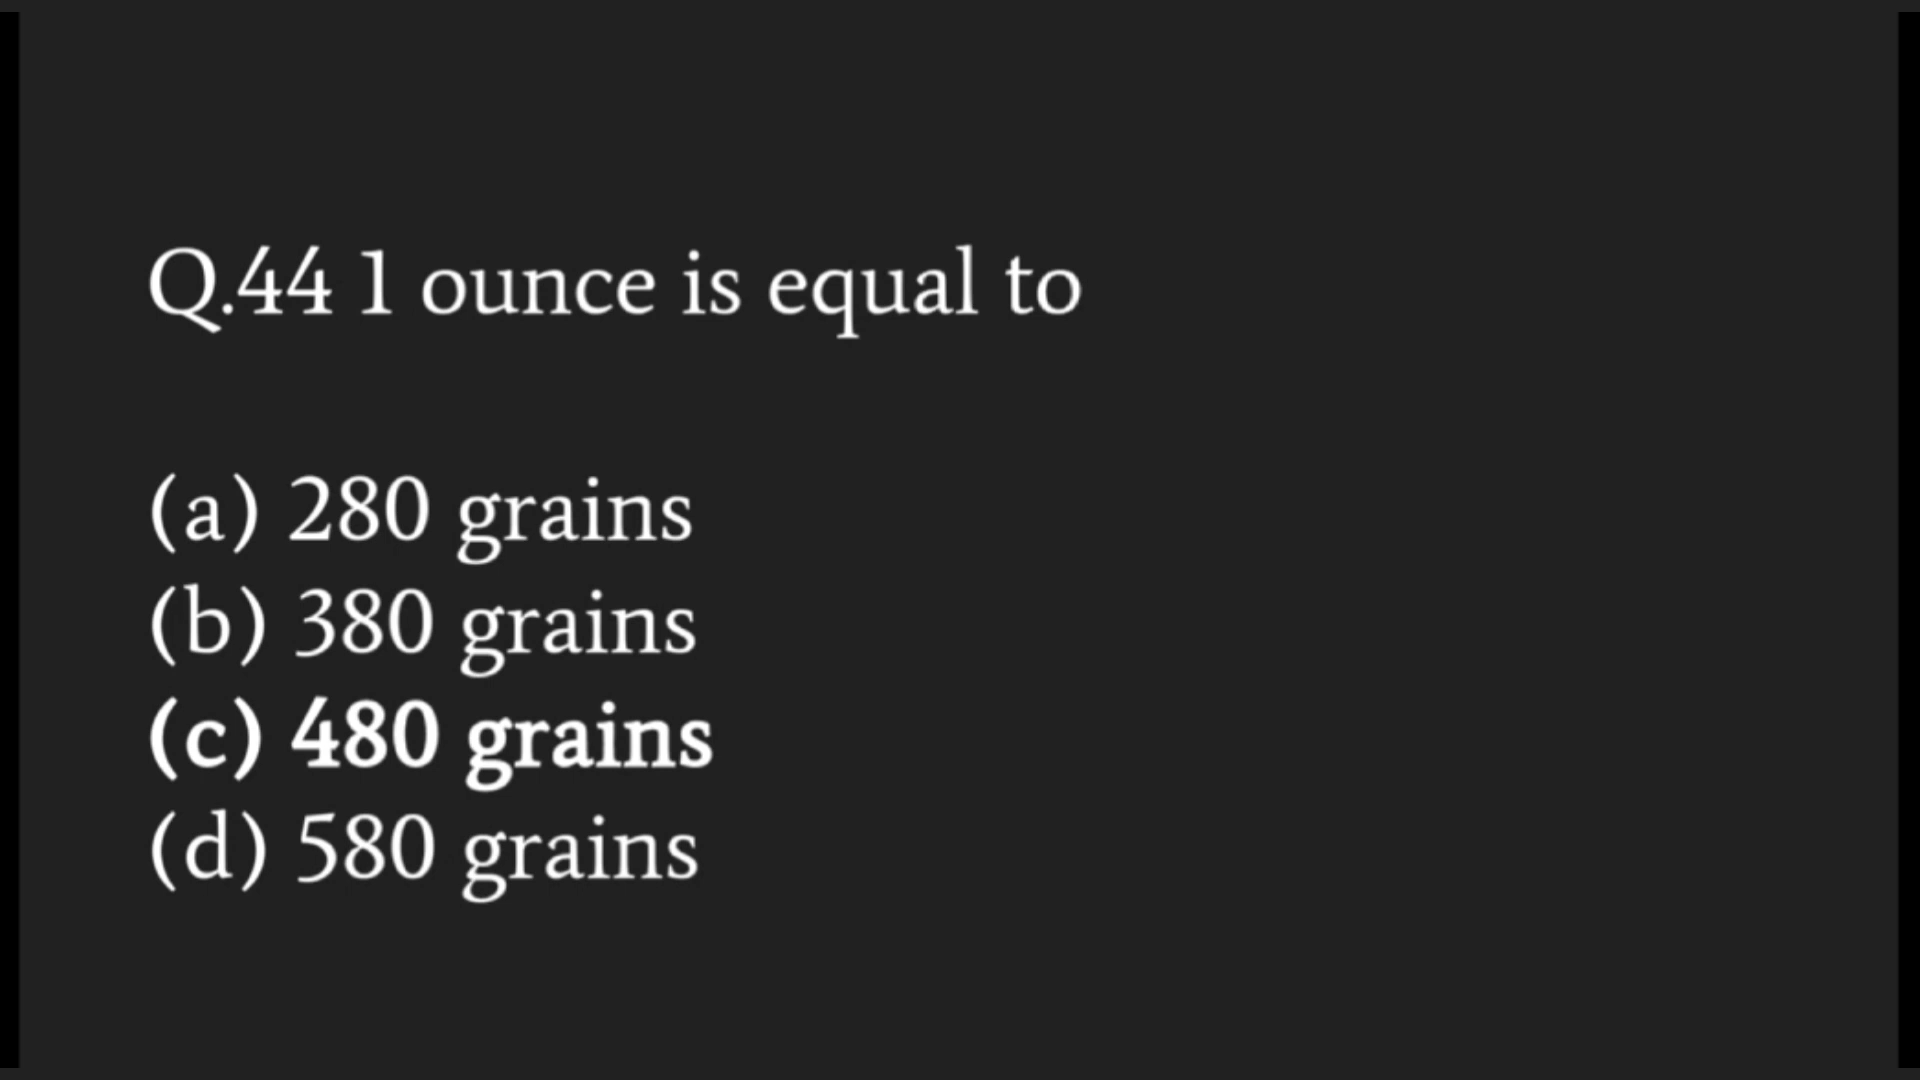 Q.44 1 ounce is equal to
(a) 280 grains
(b) 380 grains
(c) 480 grains
(d) 580 grains